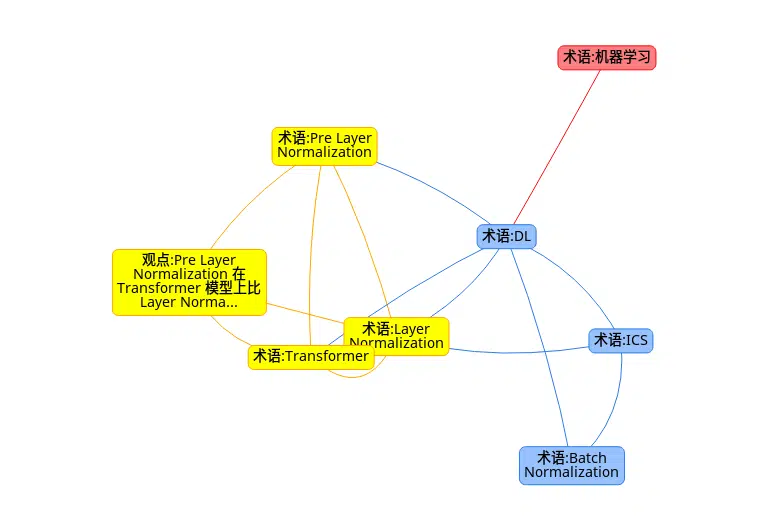 术语:机器学习
术语:Pre Layer
Normalization
术语:DL
观点:Pre Layer
Normalization 在
Transformer 模型上比
Layer Norma...
术语:Layer
Normalization
术语:ICS
术语:Transformer
术语:Batch
Normalization